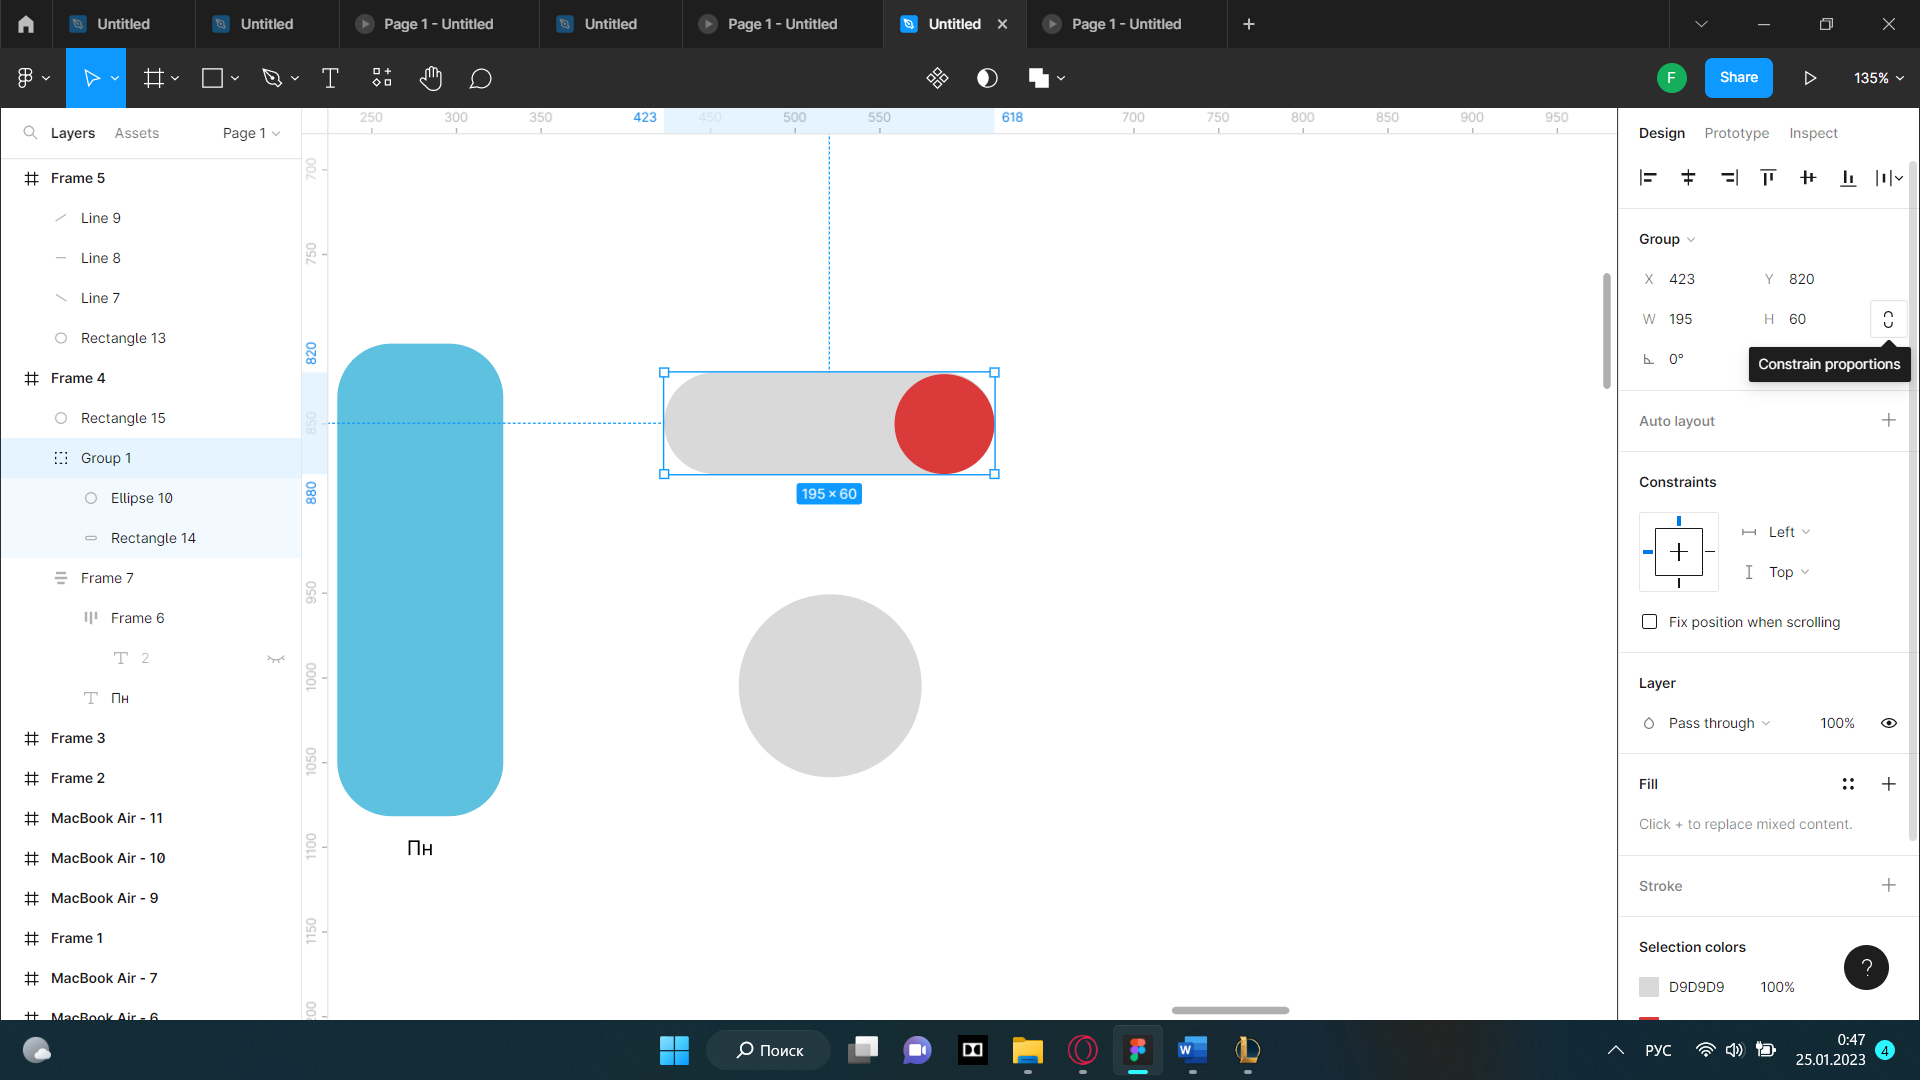 Untitled
Untitled
Page 1 - Untitled
Untitled
Page 1 - Untitled
Untitled
Page 1 - Untitled
F
Share
135%
Layers
Assets
Page 1
Frame 5
Line 9
Line 8
Line 7
Rectangle 13
Frame 4
Rectangle 15
Group 1
Ellipse 10
Rectangle 14
Frame 7
Frame 6
2
Пн
Frame 3
Frame 2
MacBook Air - 11
MacBook Air - 10
MacBook Air - 9
Frame 1
MacBook Air - 7
MacBook Air - 6
250
300
350
423
450
500
550
618
700
750
800
850
900
950
700
750
820
850
880
950
1000
1050
1100
1150
195 × 60
Пн
Design
Prototype
Inspect
Group
X 423
Y 820
W 195
H 60
0°
Constrain proportions
Auto layout
Constraints
Left
Top
Fix position when scrolling
Layer
Pass through
100%
Fill
Click + to replace mixed content.
Stroke
Selection colors
D9D9D9
100%
?
Поиск
РУС
0:47
25.01.2023
4